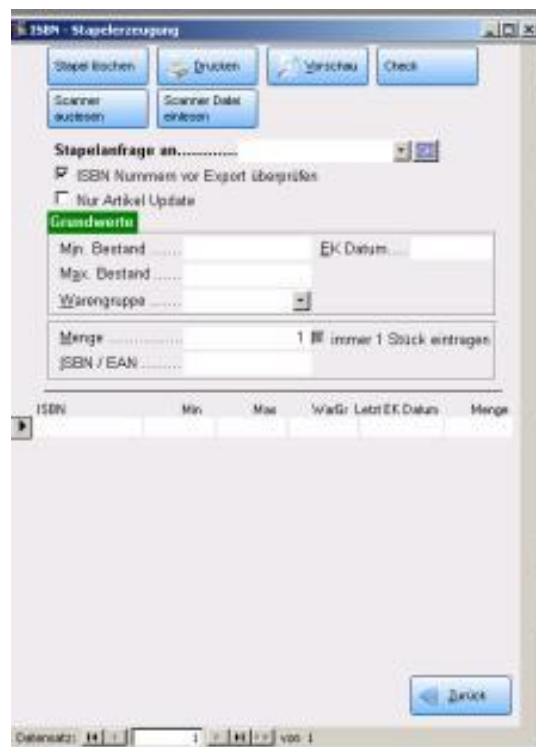 ISBN - Stapelerzeugung
Stapel löschen Drucken Vorschau Check
Scanner auslesen Scanner Datei einlesen
Stapelanfrage an............
ISBN Nummern vor Export überprüfen
Nur Artikel Update
Grundwerte
Min. Bestand ...... EK Datum....
Max. Bestand ......
Warengruppe .......
Menge ............... 1 immer 1 Stück eintragen
ISBN / EAN .........
ISBN Min Max WarGr Letzt EK Datum Menge
Zurück
Datensatz: 1 von 1